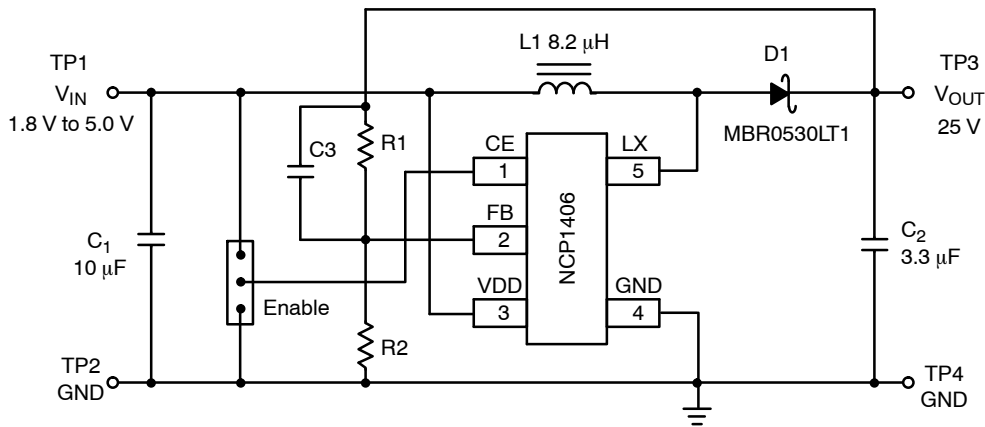 L1 8.2 μH
TP1
VIN
1.8 V to 5.0 V
D1
TP3
VOUT
25 V
MBR0530LT1
C3
R1
CE
LX
1
5
FB
2
NCP1406
C1
10 μF
C2
3.3 μF
VDD
GND
3
4
Enable
R2
TP2
GND
TP4
GND